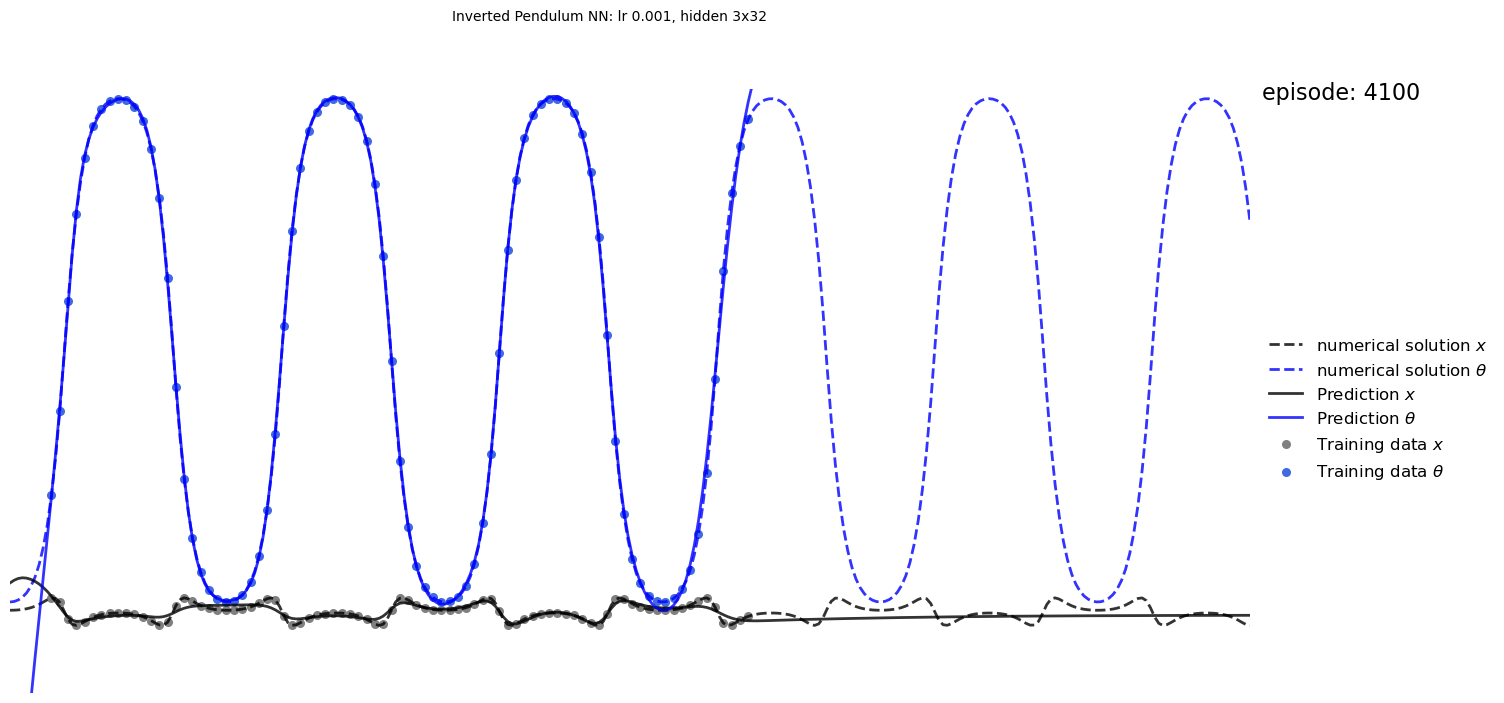 Inverted Pendulum NN: lr 0.001, hidden 3x32
episode: 4100
numerical solution x
numerical solution θ
Prediction x
Prediction θ
Training data x
Training data θ